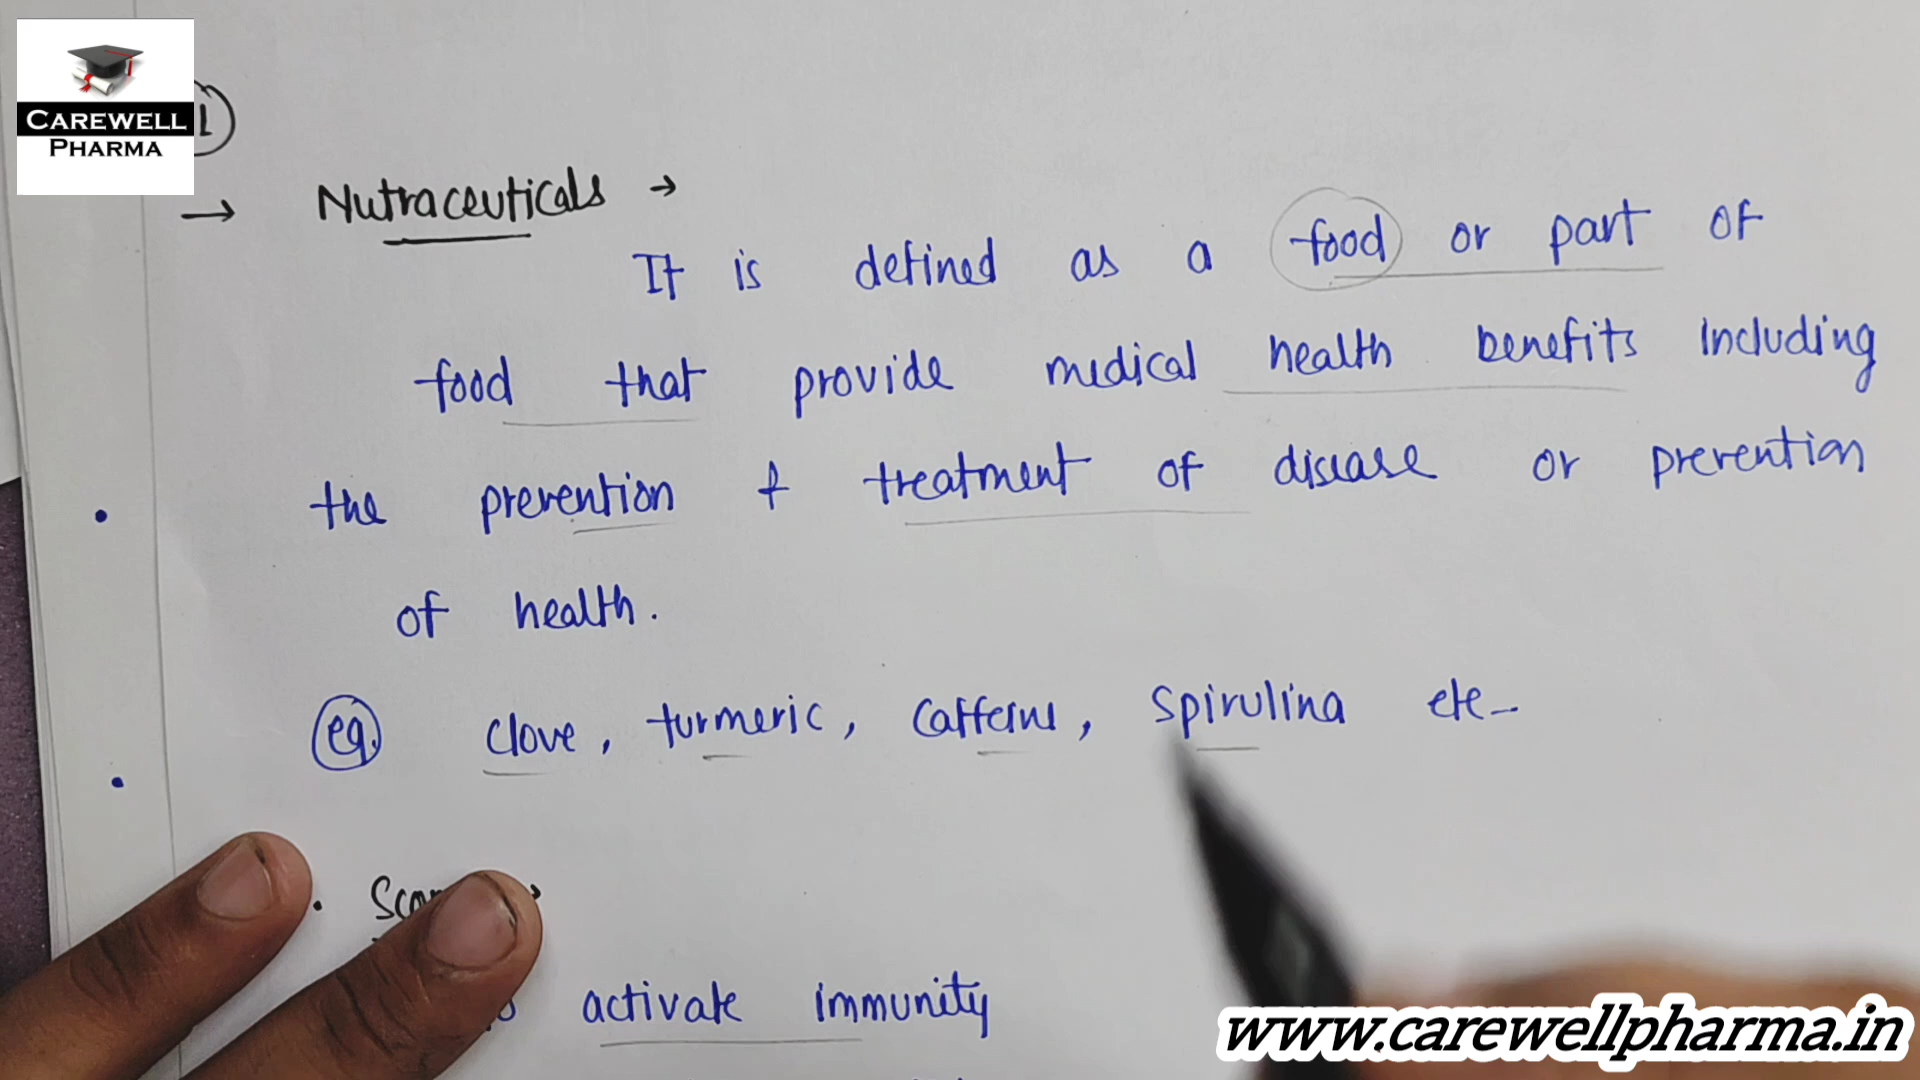 CAREWELL
PHARMA
1
→ Nutraceuticals →
It is defined as a food or part of
food that provide medical health benefits including
the prevention & treatment of disease or prevention
of health.
eg. Clove, turmeric, Caffeine, Spirulina etc-
activate immunity
www.carewellpharma.in